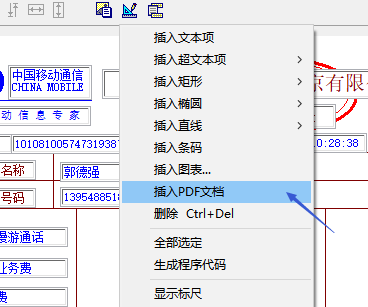 中国移动通信
CHINA MOBILE
京有限
动 信 息 专 家
10108100574731938
10:28:38
名称
郭德强
号码
1395488518
漫游通话
业务费
费
插入文本项
插入超文本项
插入矩形
插入椭圆
插入直线
插入条码
插入图表...
插入PDF文档
删除 Ctrl+Del
全部选定
生成程序代码
显示标尺